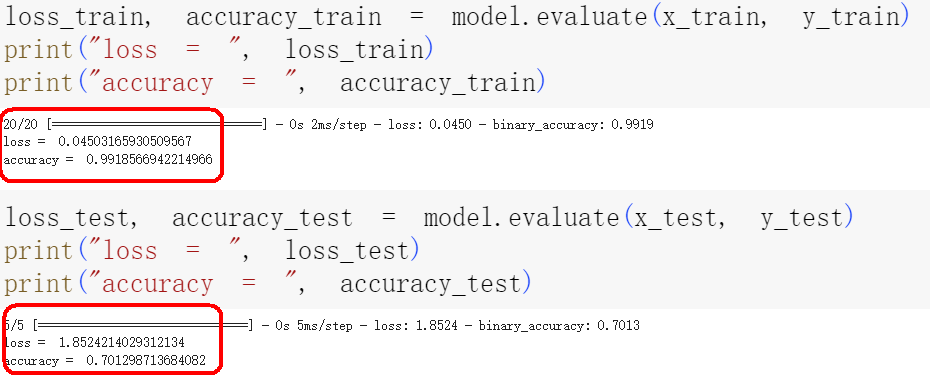 loss_train, accuracy_train = model.evaluate(x_train, y_train)
print("loss = ", loss_train)
print("accuracy = ", accuracy_train)
20/20 [==============================] - 0s 2ms/step - loss: 0.0450 - binary_accuracy: 0.9919
loss = 0.04503165930509567
accuracy = 0.9918566942214966
loss_test, accuracy_test = model.evaluate(x_test, y_test)
print("loss = ", loss_test)
print("accuracy = ", accuracy_test)
5/5 [==============================] - 0s 5ms/step - loss: 1.8524 - binary_accuracy: 0.7013
loss = 1.8524214029312134
accuracy = 0.701298713684082